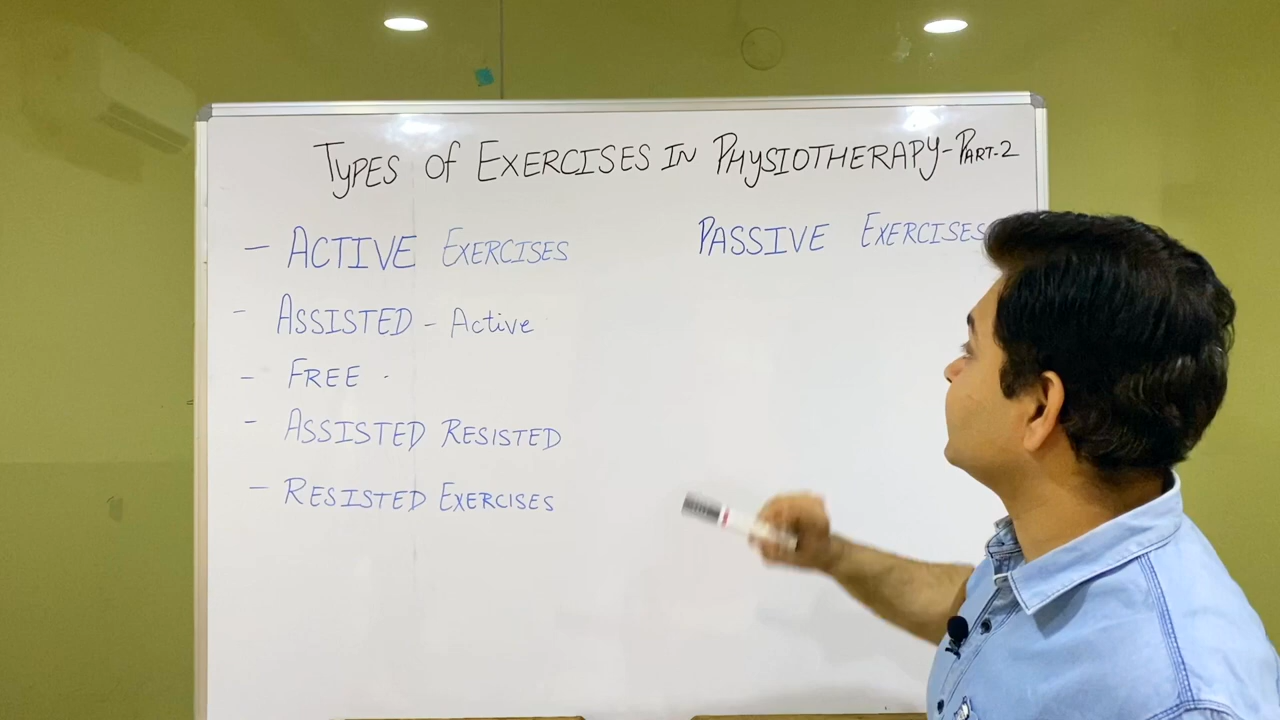 TYPES Of EXERCISES IN PHYSIOTHERAPY-PART-2
- ACTIVE EXERCISES
- ASSISTED - Active
- FREE -
- ASSISTED RESISTED
- RESISTED EXERCISES
PASSIVE EXERCISES